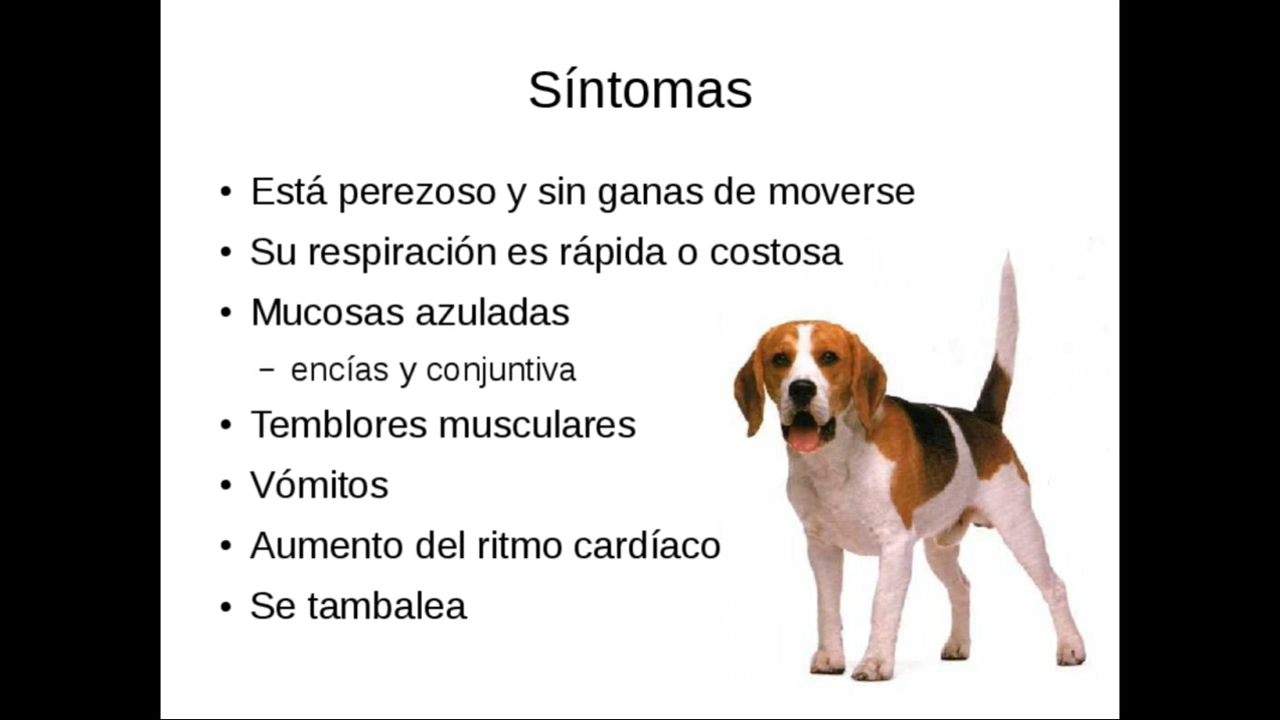 Síntomas
• Está perezoso y sin ganas de moverse
• Su respiración es rápida o costosa
• Mucosas azuladas
– encías y conjuntiva
• Temblores musculares
• Vómitos
• Aumento del ritmo cardíaco
• Se tambalea